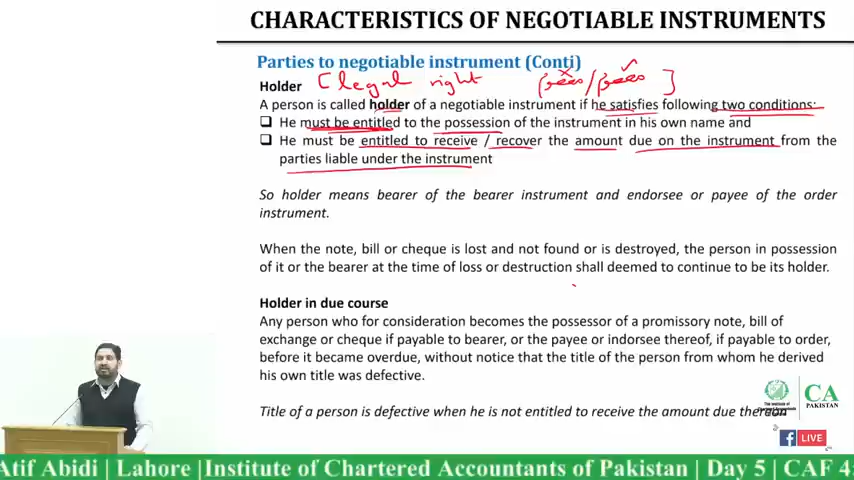 CHARACTERISTICS OF NEGOTIABLE INSTRUMENTS
Parties to negotiable instrument (Conti)
Holder [legal right ]
A person is called holder of a negotiable instrument if he satisfies following two conditions:
He must be entitled to the possession of the instrument in his own name and
He must be entitled to receive / recover the amount due on the instrument from the
parties liable under the instrument
So holder means bearer of the bearer instrument and endorsee or payee of the order
instrument.
When the note, bill or cheque is lost and not found or is destroyed, the person in possession
of it or the bearer at the time of loss or destruction shall deemed to continue to be its holder.
Holder in due course
Any person who for consideration becomes the possessor of a promissory note, bill of
exchange or cheque if payable to bearer, or the payee or indorsee thereof, if payable to order,
before it became overdue, without notice that the title of the person from whom he derived
his own title was defective.
Title of a person is defective when he is not entitled to receive the amount due thereon
CA
PAKISTAN
f LIVE
Atif Abidi | Lahore |Institute of Chartered Accountants of Pakistan | Day 5 | CAF 4